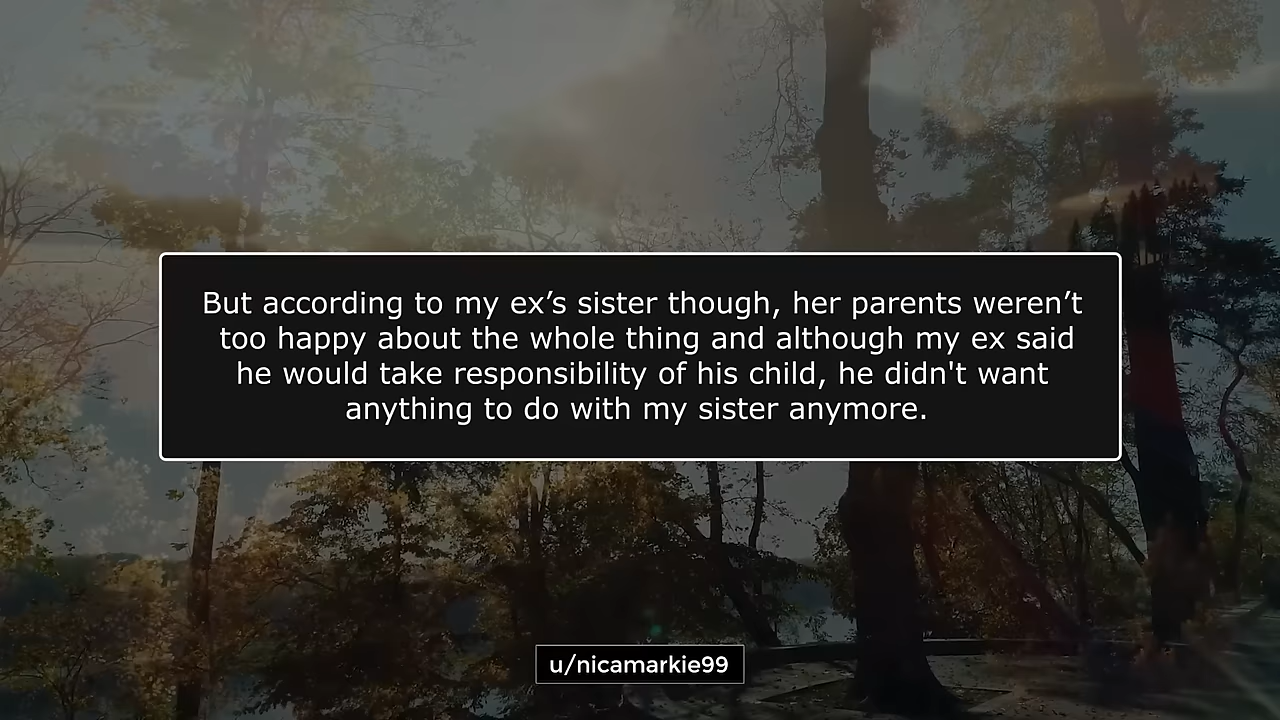 But according to my ex’s sister though, her parents weren’t
too happy about the whole thing and although my ex said
he would take responsibility of his child, he didn't want
anything to do with my sister anymore.
u/nicamarkie99